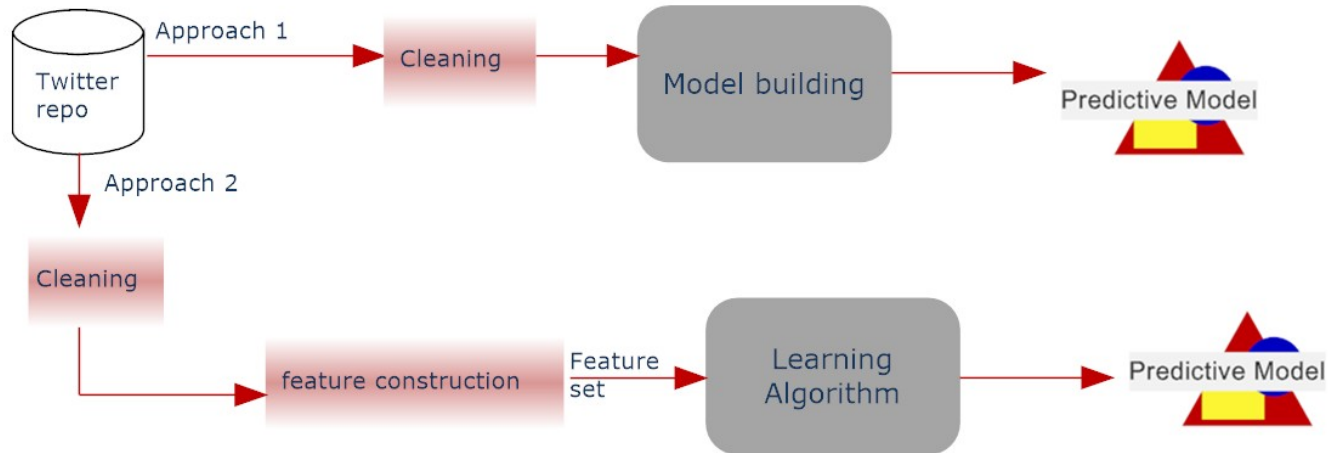 Approach 1
Twitter
repo
Cleaning
Model building
Predictive Model
Approach 2
Cleaning
feature construction
Feature
set
Learning
Algorithm
Predictive Model